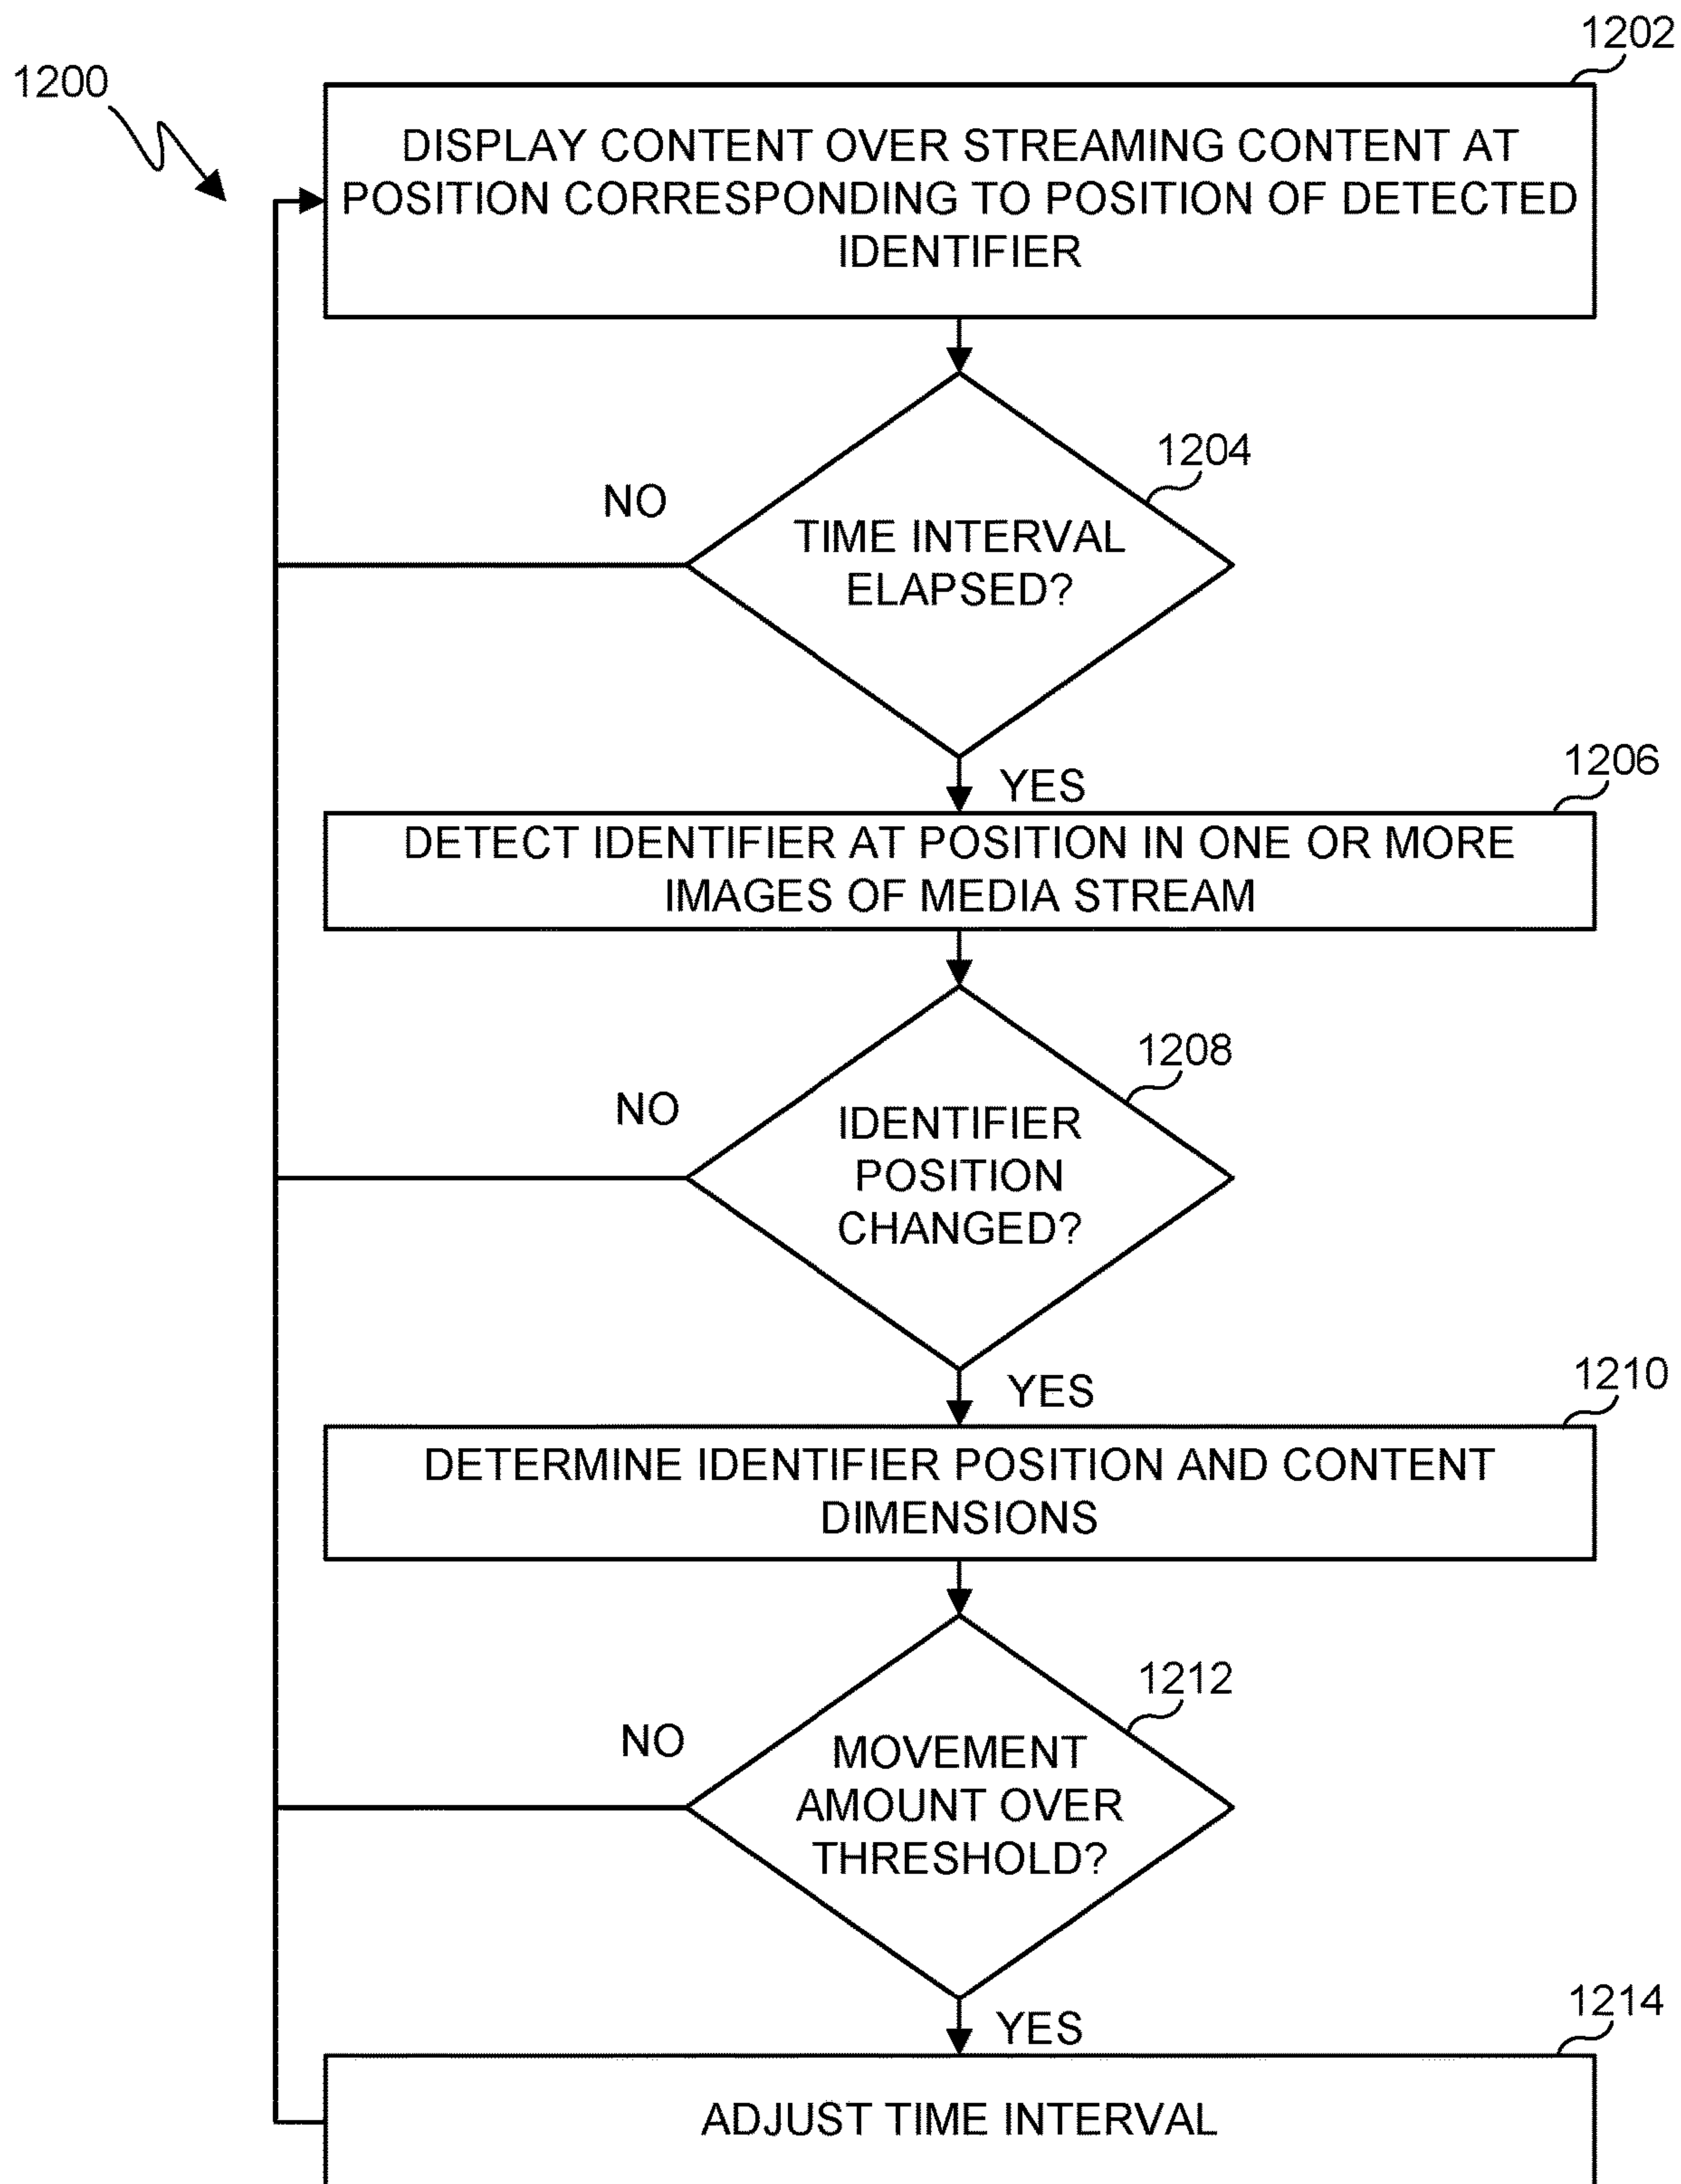 1200
1202
DISPLAY CONTENT OVER STREAMING CONTENT AT
POSITION CORRESPONDING TO POSITION OF DETECTED
IDENTIFIER
1204
NO
TIME INTERVAL
ELAPSED?
YES
1206
DETECT IDENTIFIER AT POSITION IN ONE OR MORE
IMAGES OF MEDIA STREAM
1208
NO
IDENTIFIER
POSITION
CHANGED?
YES
1210
DETERMINE IDENTIFIER POSITION AND CONTENT
DIMENSIONS
1212
NO
MOVEMENT
AMOUNT OVER
THRESHOLD?
YES
1214
ADJUST TIME INTERVAL